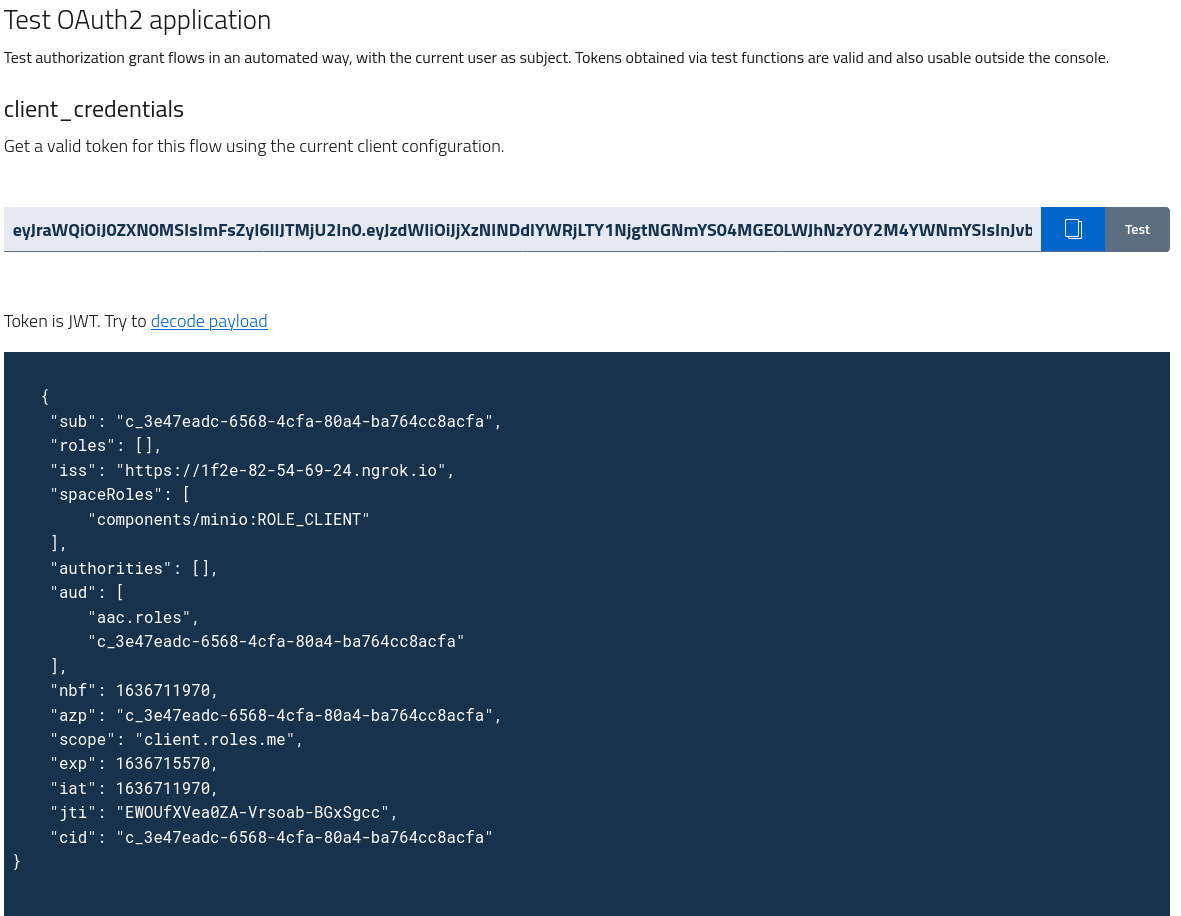 Test OAuth2 application
Test authorization grant flows in an automated way, with the current user as subject. Tokens obtained via test functions are valid and also usable outside the console.
client_credentials
Get a valid token for this flow using the current client configuration.
eyJraWQiOiJ0ZXN0MSIsImFsZyI6IlJTMjU2In0.eyJzdWIiOiJjXzNlNDdlYWRjLTY1NjgtNGNmYS04MGE0LWJhNzY0Y2M4YWNmYSIsInJvb
Test
Token is JWT. Try to decode payload
{
"sub": "c_3e47eadc-6568-4cfa-80a4-ba764cc8acfa",
"roles": [],
"iss": "https://1f2e-82-54-69-24.ngrok.io",
"spaceRoles": [
"components/minio:ROLE_CLIENT"
],
"authorities": [],
"aud": [
"aac.roles",
"c_3e47eadc-6568-4cfa-80a4-ba764cc8acfa"
],
"nbf": 1636711970,
"azp": "c_3e47eadc-6568-4cfa-80a4-ba764cc8acfa",
"scope": "client.roles.me",
"exp": 1636715570,
"iat": 1636711970,
"jti": "EWOUfXVea0ZA-Vrsoab-BGxSgcc",
"cid": "c_3e47eadc-6568-4cfa-80a4-ba764cc8acfa"
}